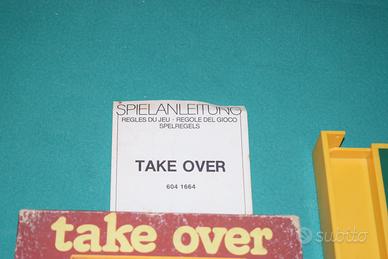 SPIELANLEITUNG
REGLES DU JEU - REGOLE DEL GIOCO
SPELREGELS
TAKE OVER
604 1664
take over
subito